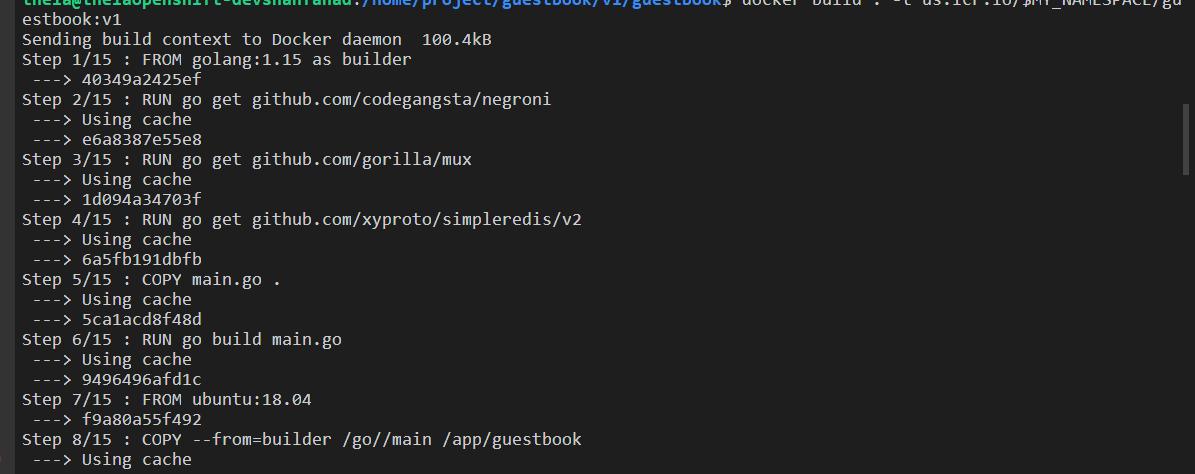 theia@theiaopenshift-devshahfahad:/home/project/guestbook/v1/guestbook$ docker build . -t us.icr.io/$MY_NAMESPACE/gu
estbook:v1
Sending build context to Docker daemon  100.4kB
Step 1/15 : FROM golang:1.15 as builder
 ---> 40349a2425ef
Step 2/15 : RUN go get github.com/codegangsta/negroni
 ---> Using cache
 ---> e6a8387e55e8
Step 3/15 : RUN go get github.com/gorilla/mux
 ---> Using cache
 ---> 1d094a34703f
Step 4/15 : RUN go get github.com/xyproto/simpleredis/v2
 ---> Using cache
 ---> 6a5fb191dbfb
Step 5/15 : COPY main.go .
 ---> Using cache
 ---> 5ca1acd8f48d
Step 6/15 : RUN go build main.go
 ---> Using cache
 ---> 9496496afd1c
Step 7/15 : FROM ubuntu:18.04
 ---> f9a80a55f492
Step 8/15 : COPY --from=builder /go//main /app/guestbook
 ---> Using cache